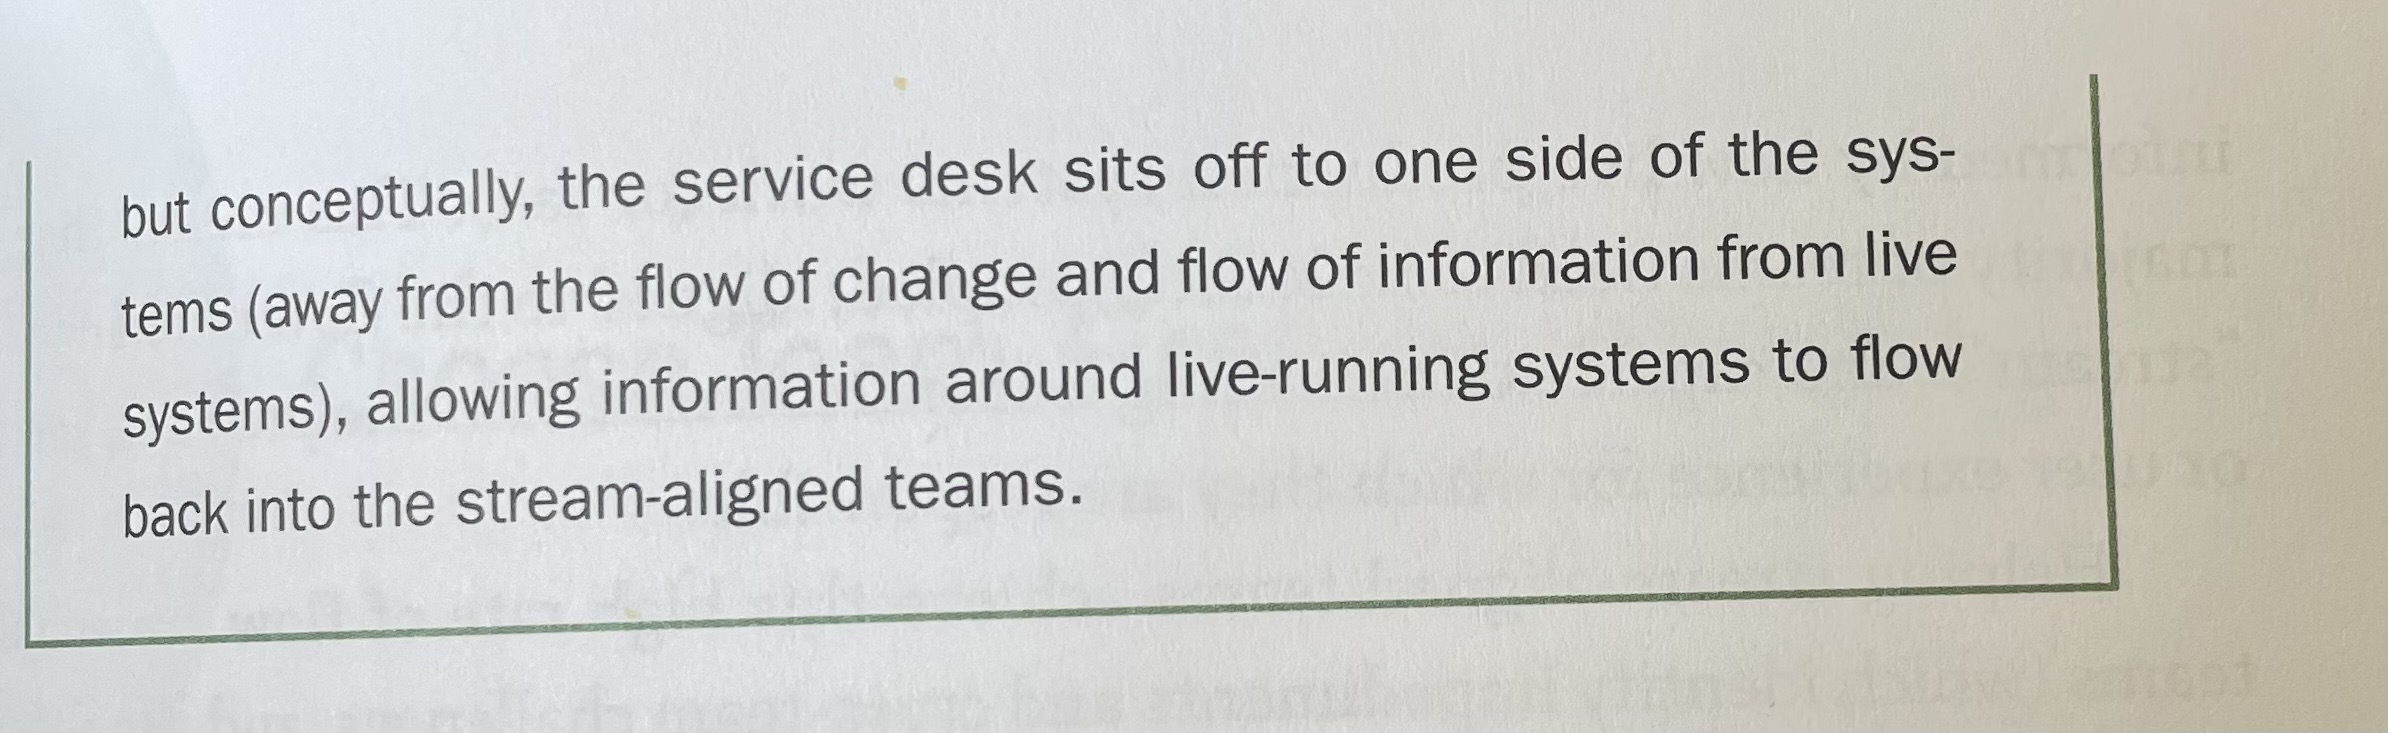 but conceptually, the service desk sits off to one side of the sys-
tems (away from the flow of change and flow of information from live
systems), allowing information around live-running systems to flow
back into the stream-aligned teams.